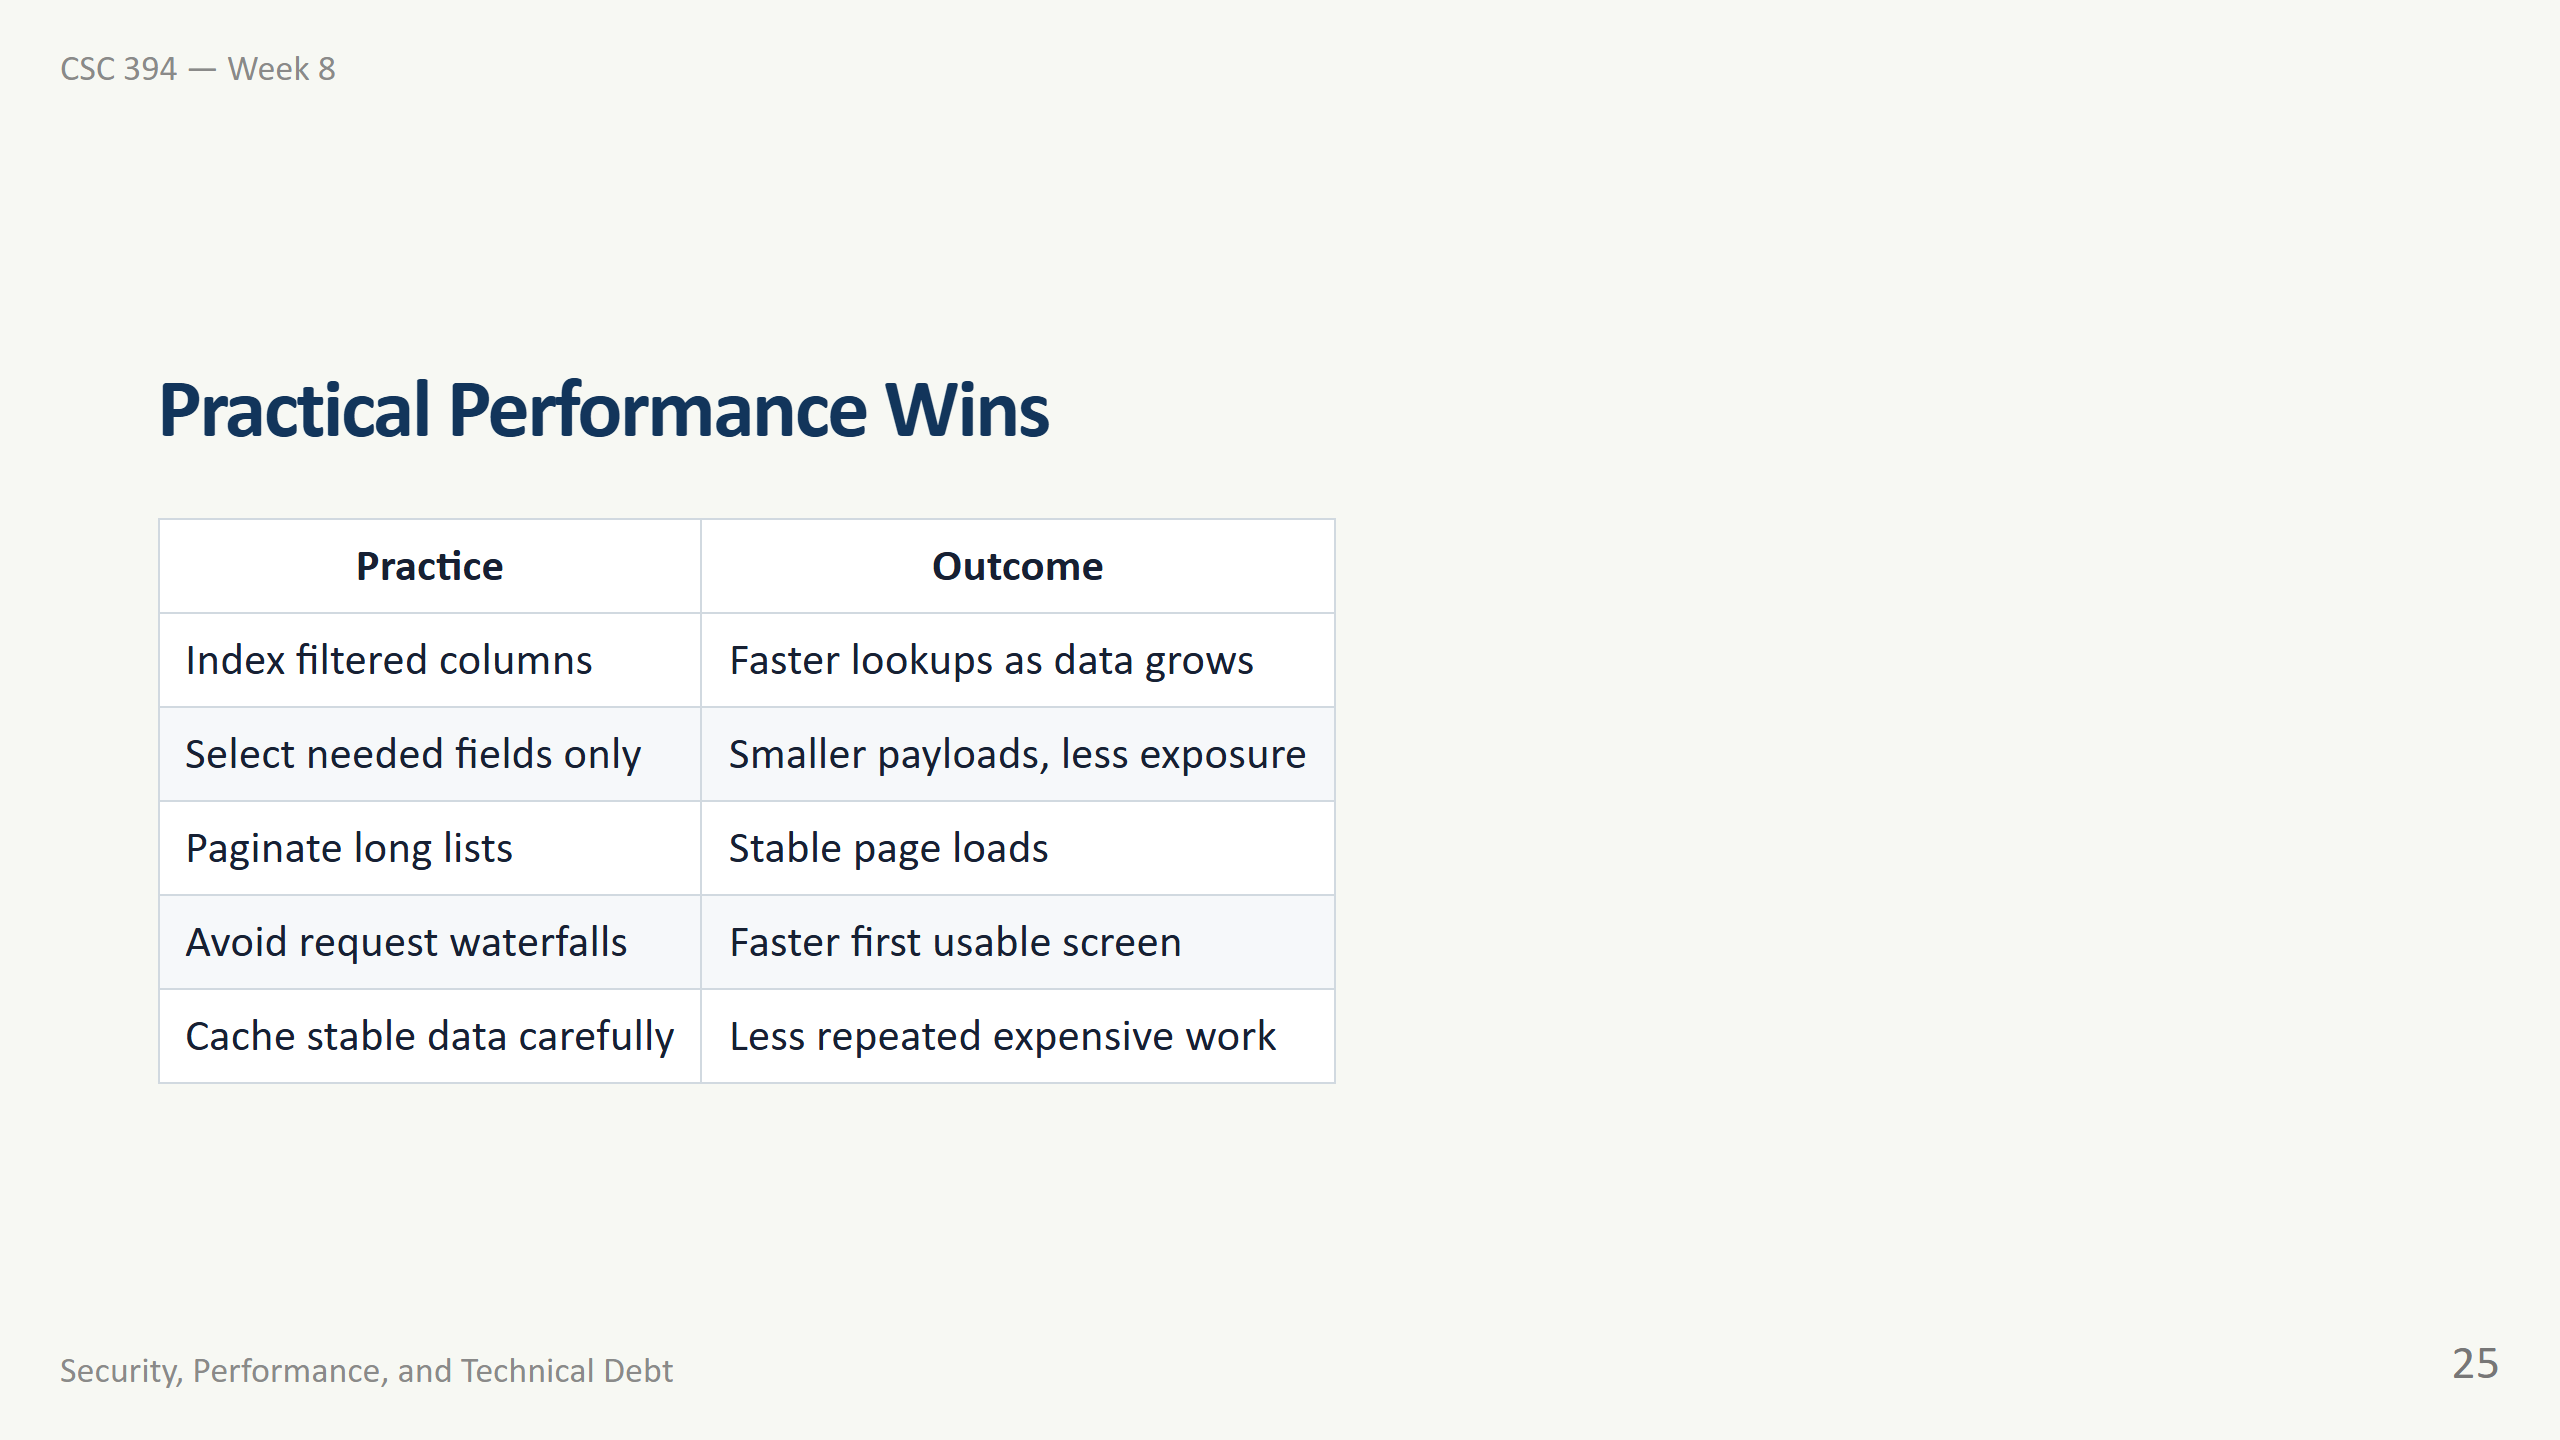 CSC 394 — Week 8
Practical Performance Wins
Practice Outcome
Index filtered columns Faster lookups as data grows
Select needed fields only Smaller payloads, less exposure
Paginate long lists Stable page loads
Avoid request waterfalls Faster first usable screen
Cache stable data carefully Less repeated expensive work
Security, Performance, and Technical Debt
25